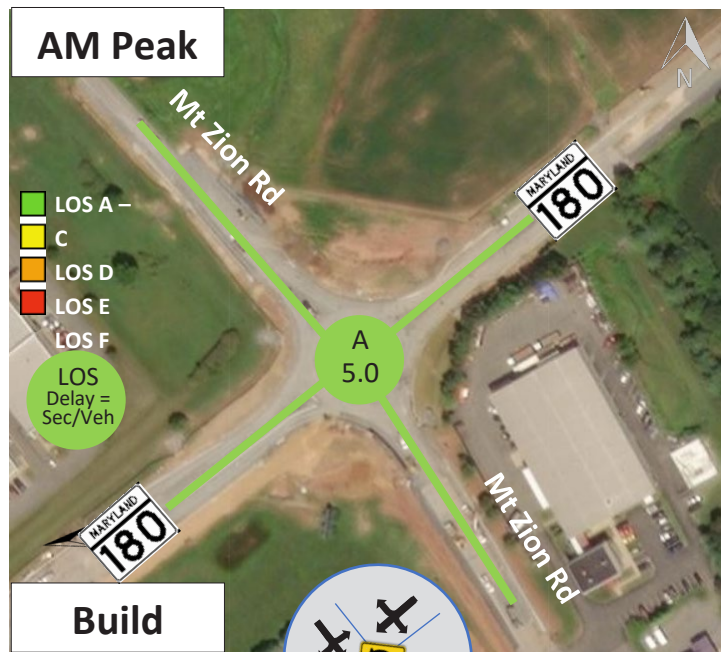 AM Peak
N
Mt Zion Rd
MARYLAND
180
LOS A –
C
LOS D
LOS E
LOS F
A
5.0
LOS
Delay =
Sec/Veh
MARYLAND
180
Mt Zion Rd
Build